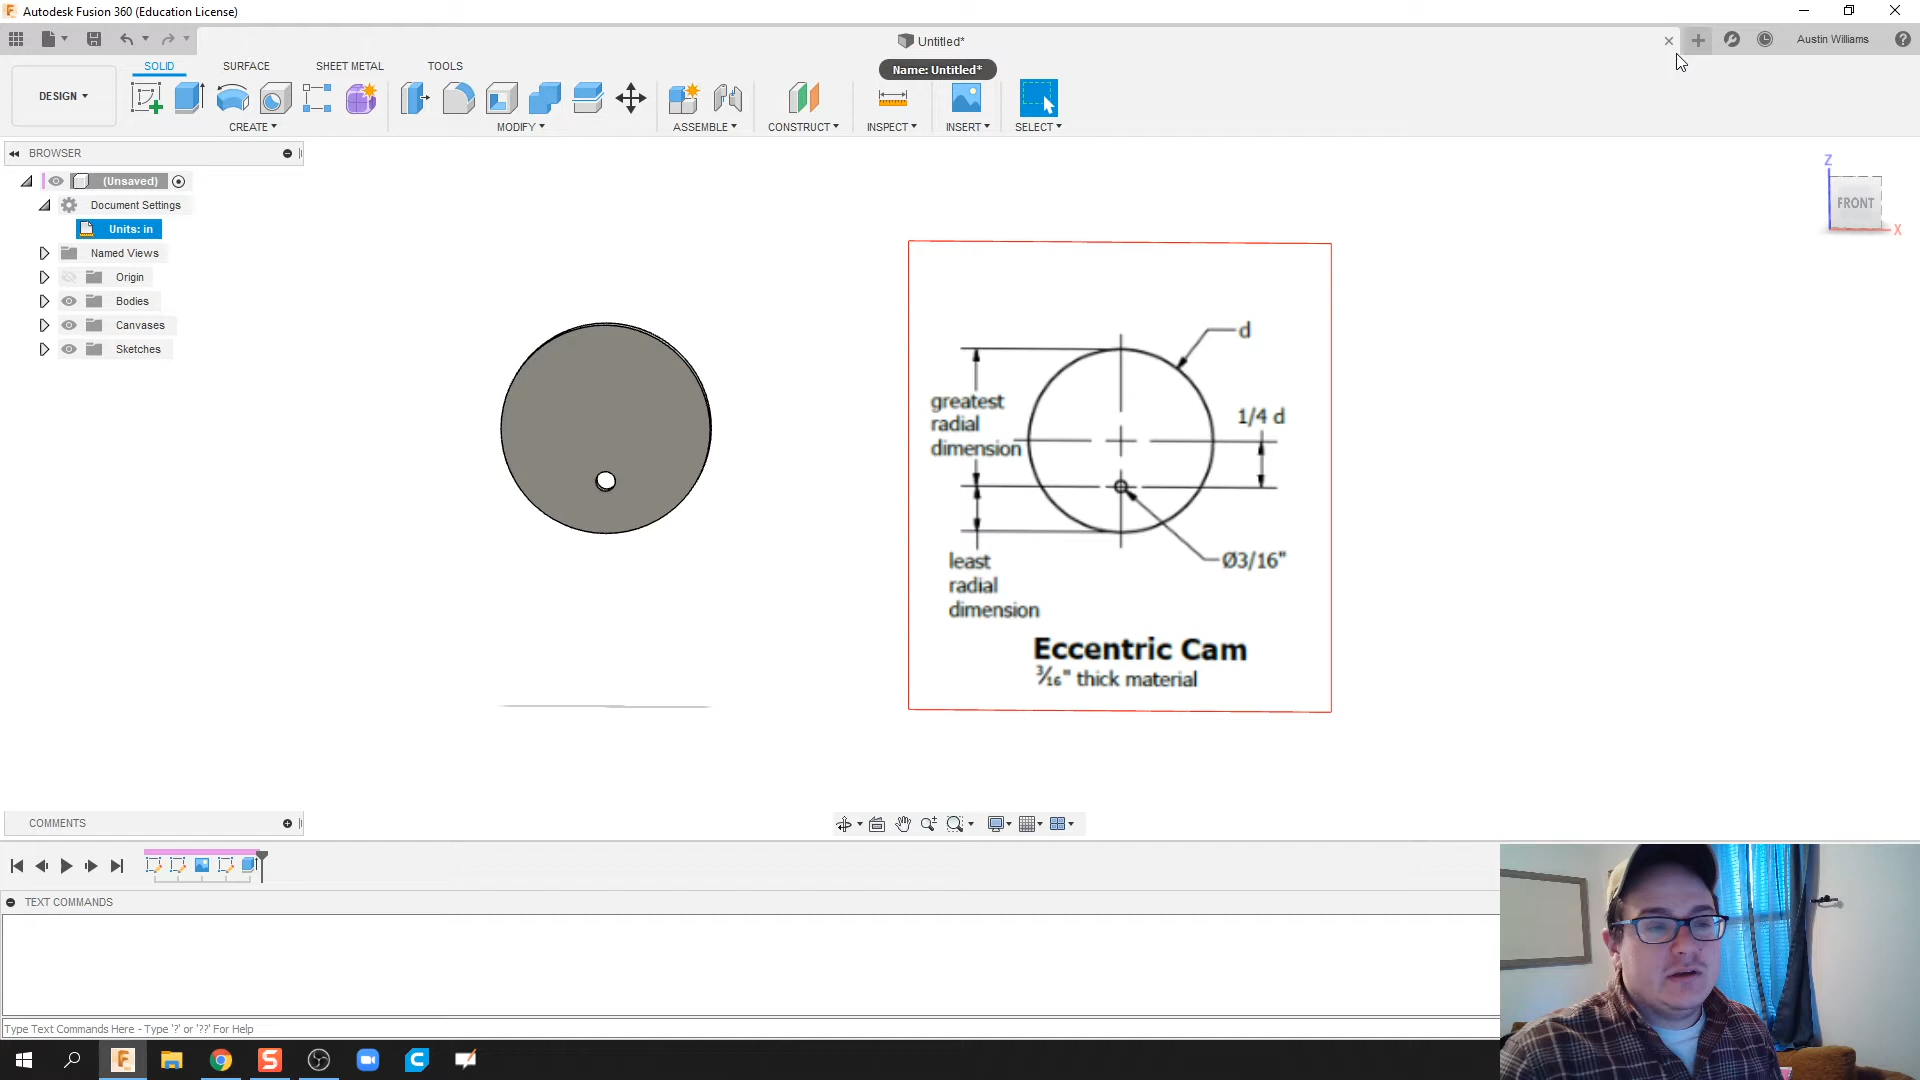 Autodesk Fusion 360 (Education License)
Untitled*
Austin Williams
SOLID
SURFACE
SHEET METAL
TOOLS
Name: Untitled*
DESIGN
CREATE
MODIFY
ASSEMBLE
CONSTRUCT
INSPECT
INSERT
SELECT
BROWSER
(Unsaved)
Document Settings
Units: in
Named Views
Origin
Bodies
Canvases
Sketches
Z
FRONT
X
d
greatest
radial
dimension
1/4 d
Ø3/16"
least
radial
dimension
Eccentric Cam
3/16" thick material
COMMENTS
TEXT COMMANDS
Type Text Commands Here - Type '?' or '??' For Help